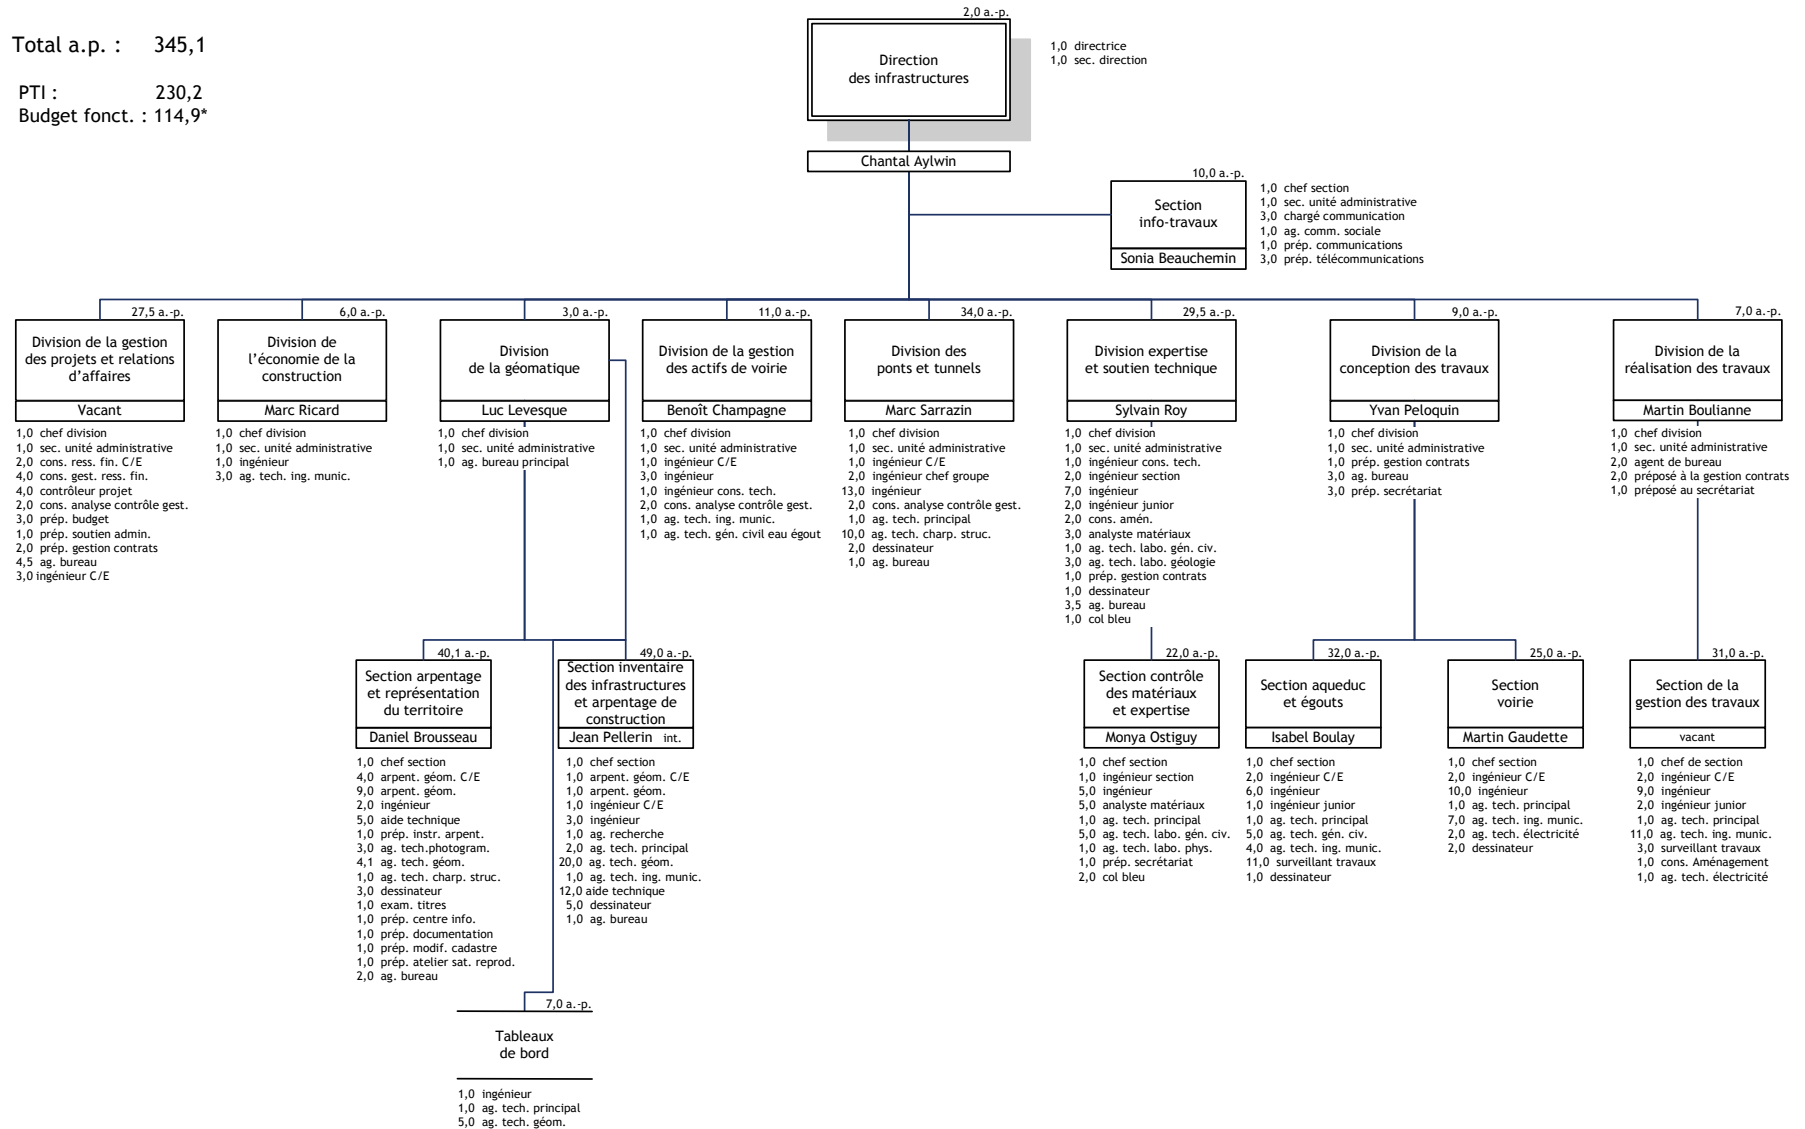 Total a.p. : 345,1
PTI : 230,2
Budget fonct. : 114,9*
2,0 a.-p.
Direction
des infrastructures
Chantal Aylwin
1,0 directrice
1,0 sec. direction
10,0 a.-p.
Section
info-travaux
Sonia Beauchemin
1,0 chef section
1,0 sec. unité administrative
3,0 chargé communication
1,0 ag. comm. sociale
1,0 prép. communications
3,0 prép. télécommunications
27,5 a.-p.
Division de la gestion
des projets et relations
d'affaires
Vacant
1,0 chef division
1,0 sec. unité administrative
2,0 cons. ress. fin. C/E
4,0 cons. gest. ress. fin.
4,0 contrôleur projet
2,0 cons. analyse contrôle gest.
3,0 prép. budget
1,0 prép. soutien admin.
2,0 prép. gestion contrats
4,5 ag. bureau
3,0 ingénieur C/E
6,0 a.-p.
Division de
l'économie de la
construction
Marc Ricard
1,0 chef division
1,0 sec. unité administrative
1,0 ingénieur
3,0 ag. tech. ing. munic.
3,0 a.-p.
Division
de la géomatique
Luc Levesque
1,0 chef division
1,0 sec. unité administrative
1,0 ag. bureau principal
11,0 a.-p.
Division de la gestion
des actifs de voirie
Benoît Champagne
1,0 chef division
1,0 sec. unité administrative
1,0 ingénieur C/E
3,0 ingénieur
1,0 ingénieur cons. tech.
2,0 cons. analyse contrôle gest.
1,0 ag. tech. ing. munic.
1,0 ag. tech. gén. civil eau égout
34,0 a.-p.
Division des
ponts et tunnels
Marc Sarrazin
1,0 chef division
1,0 sec. unité administrative
1,0 ingénieur C/E
2,0 ingénieur chef groupe
13,0 ingénieur
2,0 cons. analyse contrôle gest.
1,0 ag. tech. principal
10,0 ag. tech. charp. struc.
2,0 dessinateur
1,0 ag. bureau
29,5 a.-p.
Division expertise
et soutien technique
Sylvain Roy
1,0 chef division
1,0 sec. unité administrative
1,0 ingénieur cons. tech.
2,0 ingénieur section
7,0 ingénieur
2,0 ingénieur junior
2,0 cons. amén.
3,0 analyste matériaux
1,0 ag. tech. labo. gén. civ.
3,0 ag. tech. labo. géologie
1,0 prép. gestion contrats
1,0 dessinateur
3,5 ag. bureau
1,0 col bleu
9,0 a.-p.
Division de la
conception des travaux
Yvan Peloquin
1,0 chef division
1,0 sec. unité administrative
1,0 prép. gestion contrats
3,0 ag. bureau
3,0 prép. secrétariat
7,0 a.-p.
Division de la
réalisation des travaux
Martin Boulianne
1,0 chef division
1,0 sec. unité administrative
2,0 agent de bureau
2,0 préposé à la gestion contrats
1,0 préposé au secrétariat
40,1 a.-p.
Section arpentage
et représentation
du territoire
Daniel Brousseau
1,0 chef section
4,0 arpent. géom. C/E
9,0 arpent. géom.
2,0 ingénieur
5,0 aide technique
1,0 prép. instr. arpent.
3,0 ag. tech.photogram.
4,1 ag. tech. géom.
1,0 ag. tech. charp. struc.
3,0 dessinateur
1,0 exam. titres
1,0 prép. centre info.
1,0 prép. documentation
1,0 prép. modif. cadastre
1,0 prép. atelier sat. reprod.
2,0 ag. bureau
49,0 a.-p.
Section inventaire
des infrastructures
et arpentage de
construction
Jean Pellerin int.
1,0 chef section
1,0 arpent. géom. C/E
1,0 arpent. géom.
1,0 ingénieur C/E
3,0 ingénieur
1,0 ag. recherche
2,0 ag. tech. principal
20,0 ag. tech. géom.
1,0 ag. tech. ing. munic.
12,0 aide technique
5,0 dessinateur
1,0 ag. bureau
22,0 a.-p.
Section contrôle
des matériaux
et expertise
Monya Ostiguy
1,0 chef section
1,0 ingénieur section
5,0 ingénieur
5,0 analyste matériaux
1,0 ag. tech. principal
5,0 ag. tech. labo. gén. civ.
1,0 ag. tech. labo. phys.
1,0 prép. secrétariat
2,0 col bleu
32,0 a.-p.
Section aqueduc
et égouts
Isabel Boulay
1,0 chef section
2,0 ingénieur C/E
6,0 ingénieur
1,0 ingénieur junior
1,0 ag. tech. principal
5,0 ag. tech. gén. civ.
4,0 ag. tech. ing. munic.
11,0 surveillant travaux
1,0 dessinateur
25,0 a.-p.
Section
voirie
Martin Gaudette
1,0 chef section
2,0 ingénieur C/E
10,0 ingénieur
1,0 ag. tech. principal
7,0 ag. tech. ing. munic.
2,0 ag. tech. électricité
2,0 dessinateur
31,0 a.-p.
Section de la
gestion des travaux
vacant
1,0 chef de section
2,0 ingénieur C/E
9,0 ingénieur
2,0 ingénieur junior
1,0 ag. tech. principal
11,0 ag. tech. ing. munic.
3,0 surveillant travaux
1,0 cons. Aménagement
1,0 ag. tech. électricité
7,0 a.-p.
Tableaux
de bord
1,0 ingénieur
1,0 ag. tech. principal
5,0 ag. tech. géom.